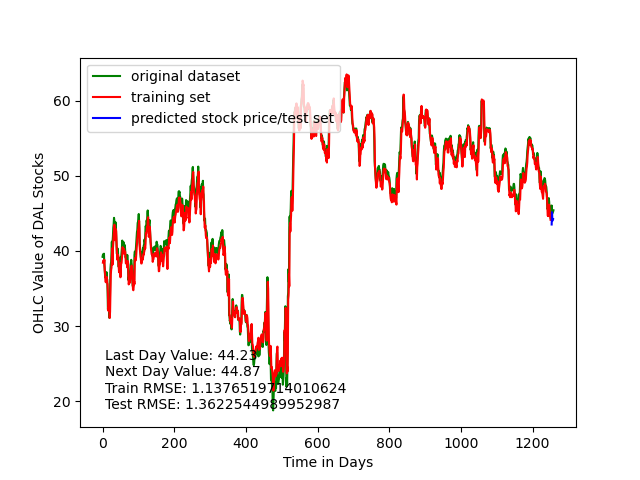 original dataset
training set
predicted stock price/test set
OHLC Value of DAL Stocks
60
50
40
30
20
Last Day Value: 44.23
Next Day Value: 44.87
Train RMSE: 1.1376519714010624
Test RMSE: 1.3622544989952987
0 200 400 600 800 1000 1200
Time in Days